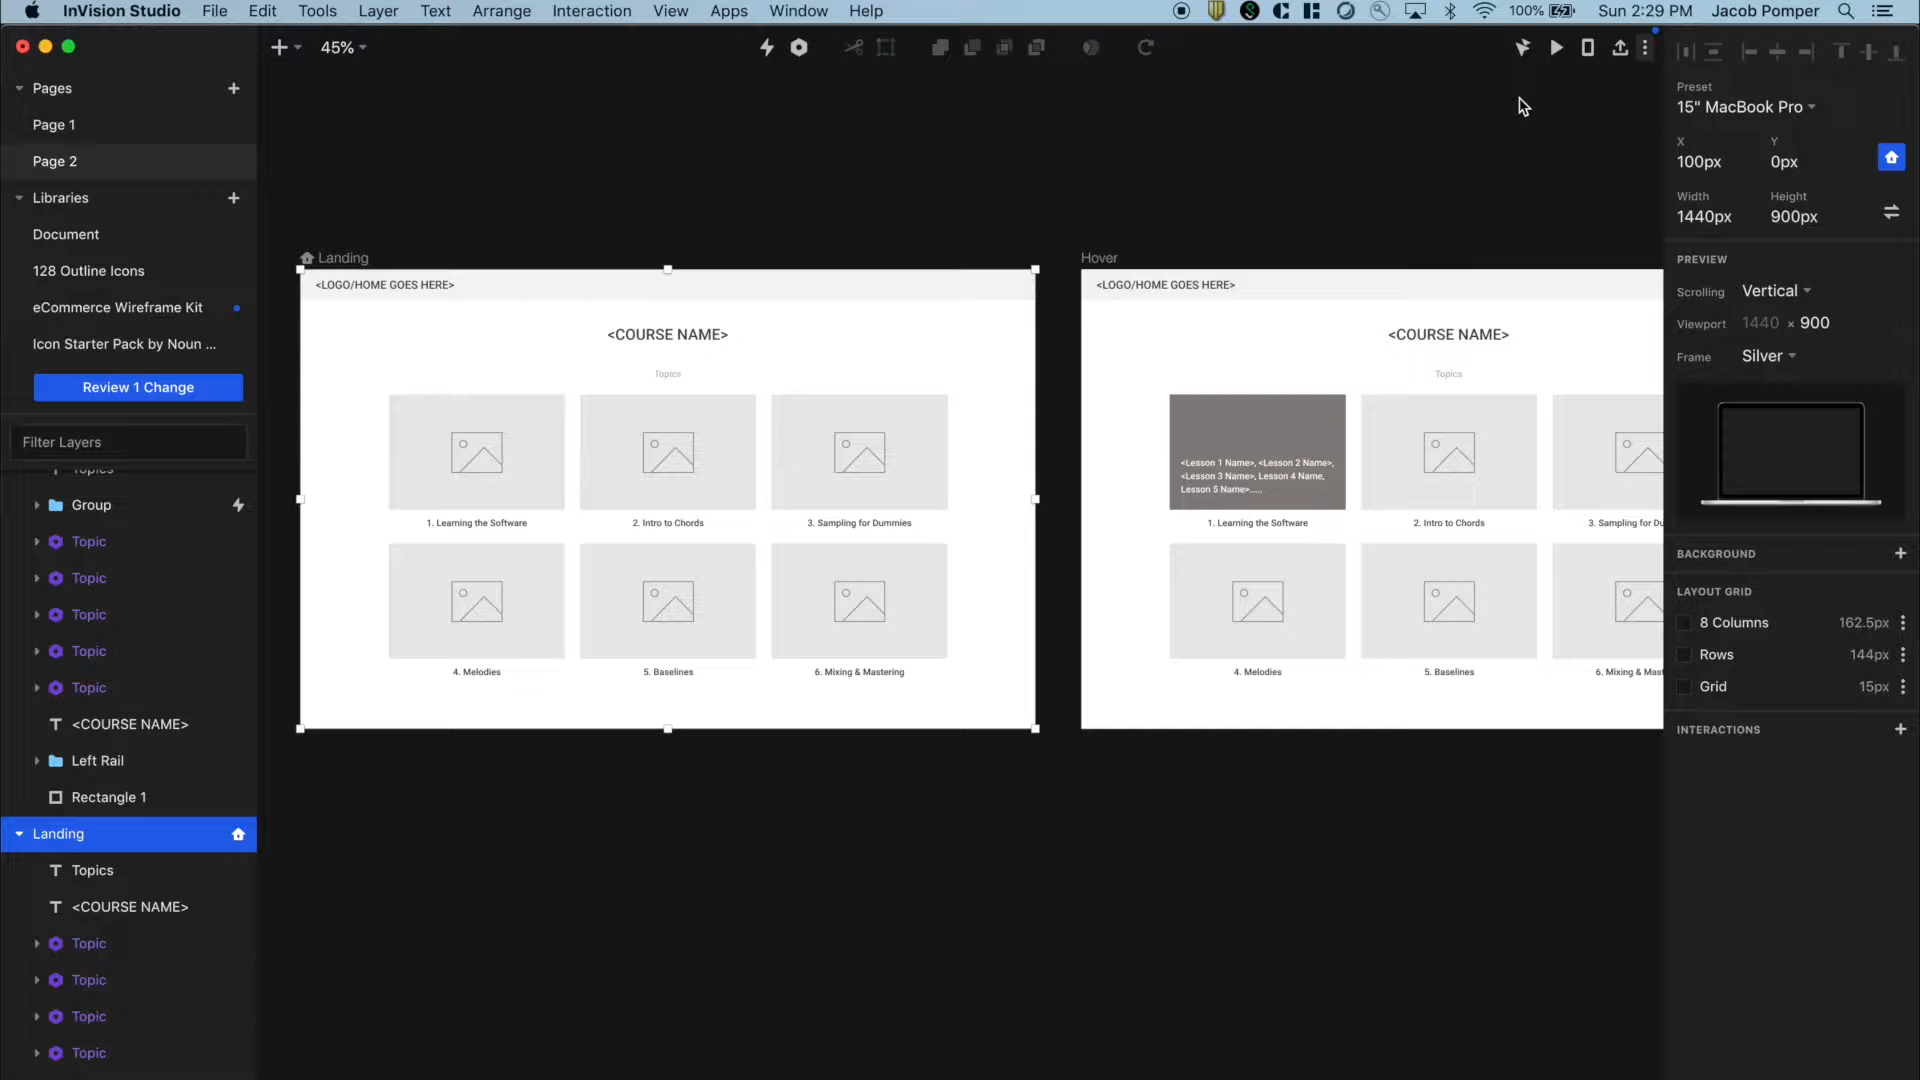 InVision Studio File Edit Tools Layer Text Arrange Interaction View Apps Window Help 100% Sun 2:29 PM Jacob Pomper
45%
Pages
Page 1
Page 2
Libraries
Document
128 Outline Icons
eCommerce Wireframe Kit
Icon Starter Pack by Noun ...
Review 1 Change
Filter Layers
Topics
Group
Topic
Topic
Topic
Topic
Topic
<COURSE NAME>
Left Rail
Rectangle 1
Landing
Topics
<COURSE NAME>
Topic
Topic
Topic
Topic
Landing
<LOGO/HOME GOES HERE>
<COURSE NAME>
Topics
1. Learning the Software
2. Intro to Chords
3. Sampling for Dummies
4. Melodies
5. Baselines
6. Mixing & Mastering
Hover
<LOGO/HOME GOES HERE>
<COURSE NAME>
Topics
<Lesson 1 Name>, <Lesson 2 Name>,
<Lesson 3 Name>, Lesson 4 Name,
Lesson 5 Name>.....
1. Learning the Software
2. Intro to Chords
3. Sampling for Du
4. Melodies
5. Baselines
6. Mixing & Mast
Preset
15" MacBook Pro
X Y
100px 0px
Width Height
1440px 900px
PREVIEW
Scrolling Vertical
Viewport 1440 × 900
Frame Silver
BACKGROUND
LAYOUT GRID
8 Columns 162.5px
Rows 144px
Grid 15px
INTERACTIONS